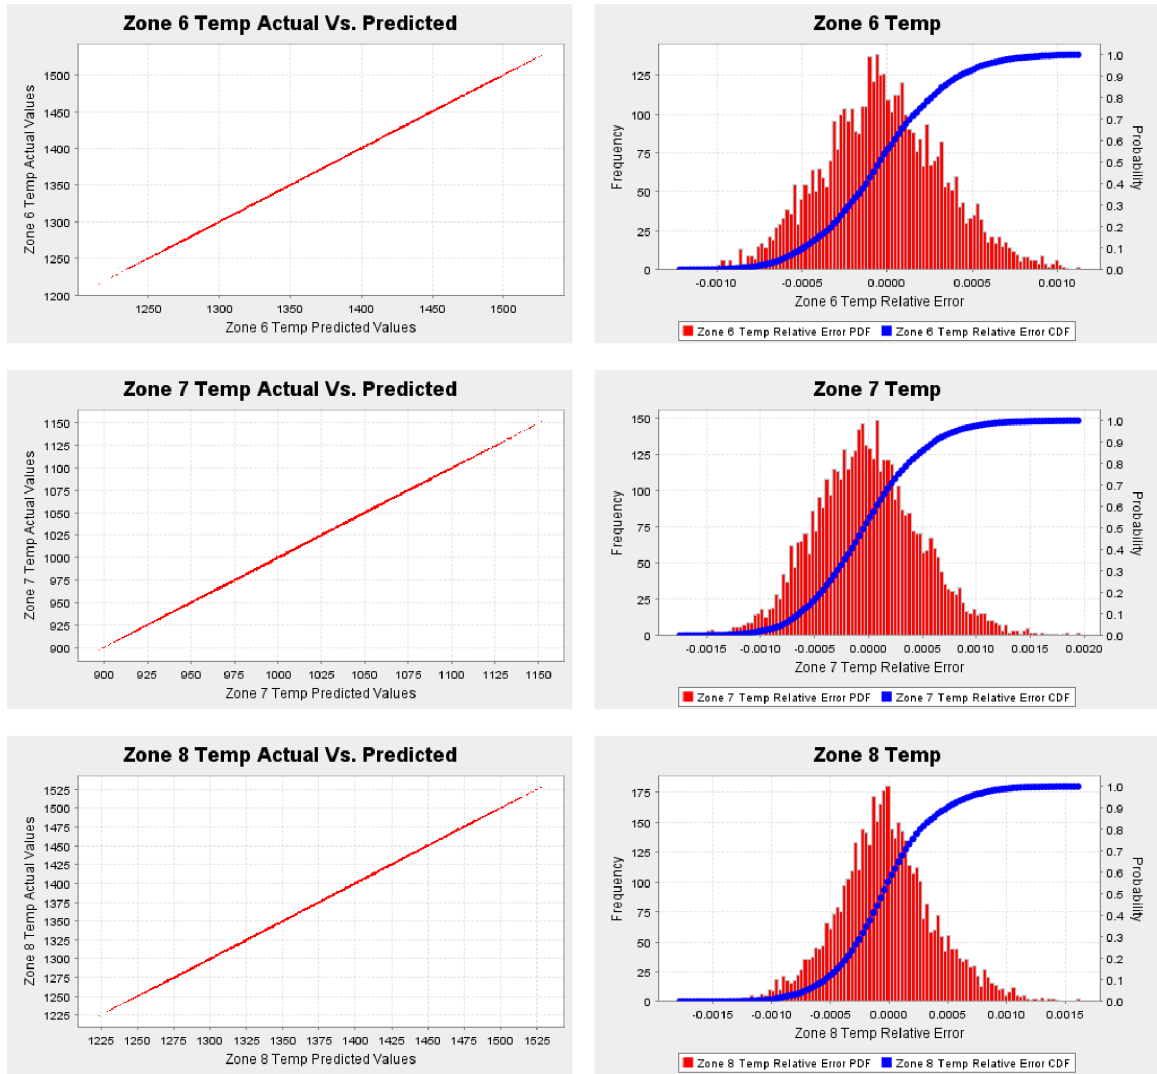 Zone 6 Temp Actual Vs. Predicted
Zone 6 Temp Actual Values
1500
1450
1400
1350
1300
1250
1200
1250 1300 1350 1400 1450 1500
Zone 6 Temp Predicted Values
Zone 6 Temp
Frequency
125
100
75
50
25
0
Probability
1.0
0.9
0.8
0.7
0.6
0.5
0.4
0.3
0.2
0.1
0.0
-0.0010 -0.0005 0.0000 0.0005 0.0010
Zone 6 Temp Relative Error
Zone 6 Temp Relative Error PDF Zone 6 Temp Relative Error CDF
Zone 7 Temp Actual Vs. Predicted
Zone 7 Temp Actual Values
1150
1125
1100
1075
1050
1025
1000
975
950
925
900
900 925 950 975 1000 1025 1050 1075 1100 1125 1150
Zone 7 Temp Predicted Values
Zone 7 Temp
Frequency
150
125
100
75
50
25
0
Probability
1.0
0.9
0.8
0.7
0.6
0.5
0.4
0.3
0.2
0.1
0.0
-0.0015 -0.0010 -0.0005 0.0000 0.0005 0.0010 0.0015 0.0020
Zone 7 Temp Relative Error
Zone 7 Temp Relative Error PDF Zone 7 Temp Relative Error CDF
Zone 8 Temp Actual Vs. Predicted
Zone 8 Temp Actual Values
1525
1500
1475
1450
1425
1400
1375
1350
1325
1300
1275
1250
1225
1225 1250 1275 1300 1325 1350 1375 1400 1425 1450 1475 1500 1525
Zone 8 Temp Predicted Values
Zone 8 Temp
Frequency
175
150
125
100
75
50
25
0
Probability
1.0
0.9
0.8
0.7
0.6
0.5
0.4
0.3
0.2
0.1
0.0
-0.0015 -0.0010 -0.0005 0.0000 0.0005 0.0010 0.0015
Zone 8 Temp Relative Error
Zone 8 Temp Relative Error PDF Zone 8 Temp Relative Error CDF